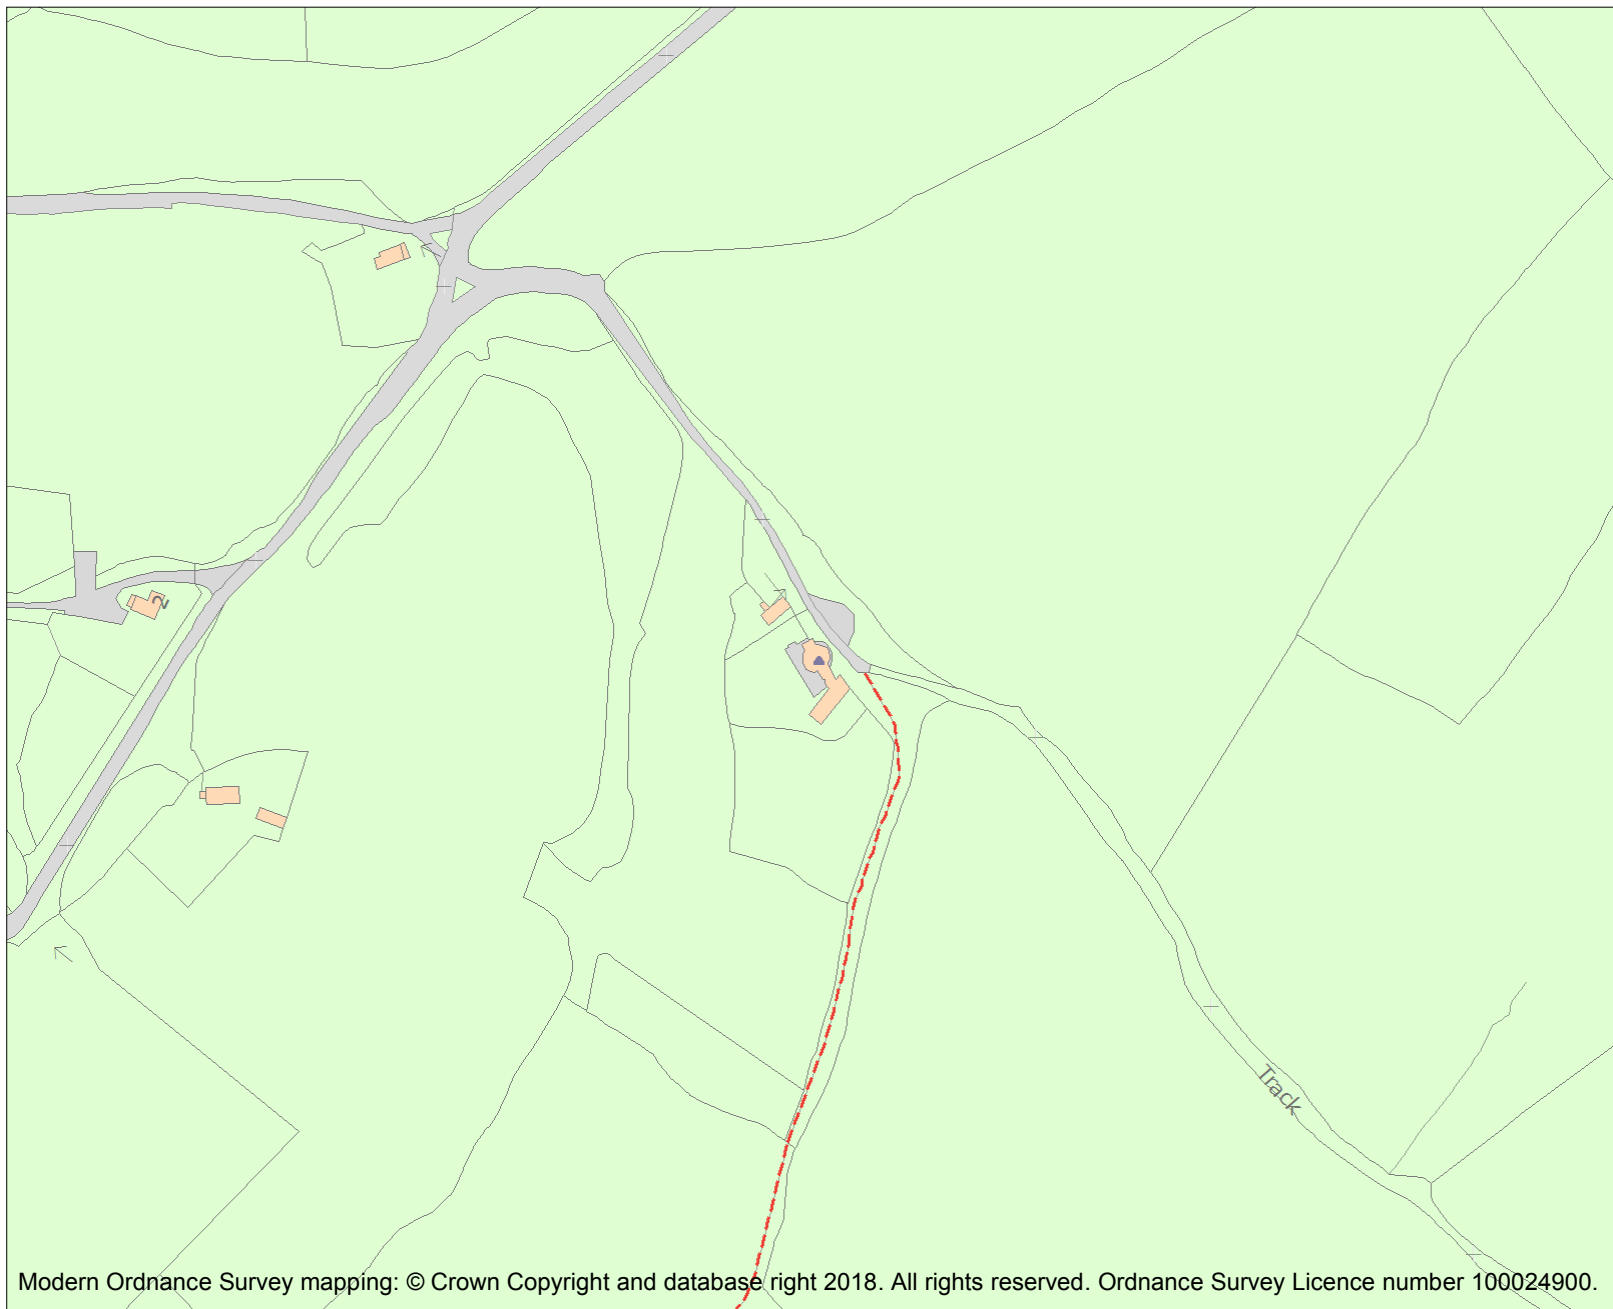 2
Track
Modern Ordnance Survey mapping: © Crown Copyright and database right 2018. All rights reserved. Ordnance Survey Licence number 100024900.